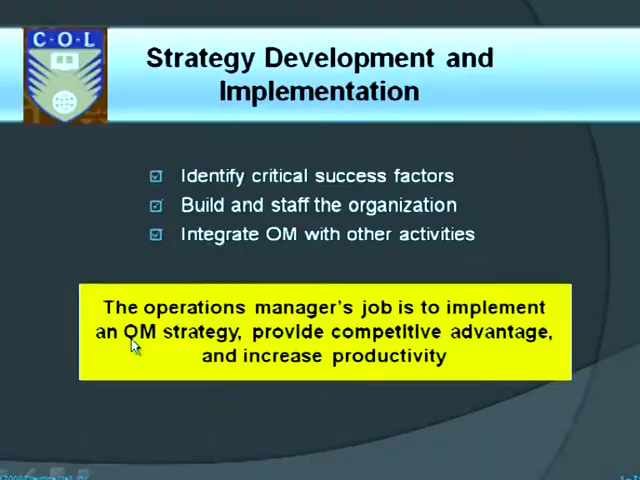 C·O·L
Strategy Development and
Implementation
Identify critical success factors
Build and staff the organization
Integrate OM with other activities
The operations manager's job is to implement
an OM strategy, provide competitive advantage,
and increase productivity